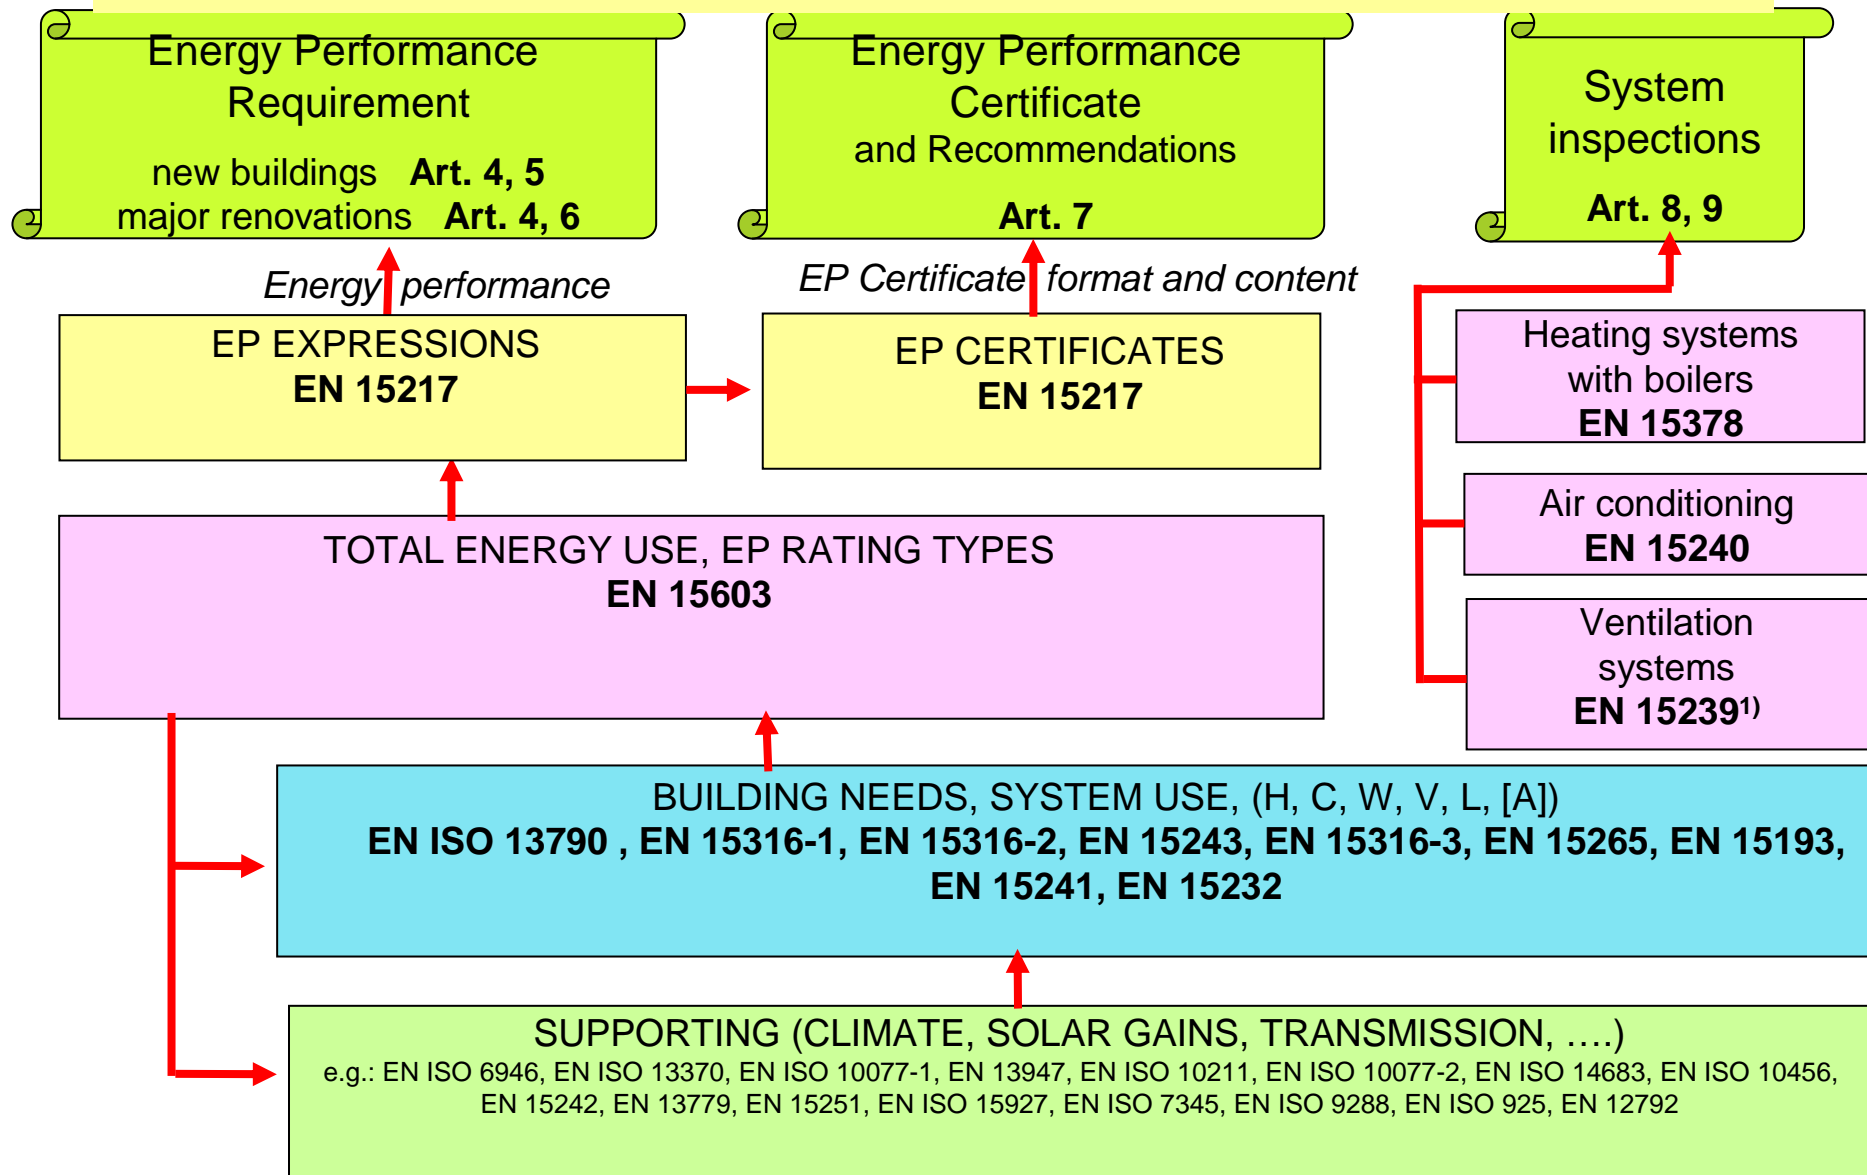 Energy Performance
Requirement
new buildings Art. 4, 5
major renovations Art. 4, 6
Energy Performance
Certificate
and Recommendations
Art. 7
System
inspections
Art. 8, 9
Energy performance
EP Certificate format and content
EP EXPRESSIONS
EN 15217
EP CERTIFICATES
EN 15217
Heating systems
with boilers
EN 15378
Air conditioning
EN 15240
Ventilation
systems
EN 15239¹⁾
TOTAL ENERGY USE, EP RATING TYPES
EN 15603
BUILDING NEEDS, SYSTEM USE, (H, C, W, V, L, [A])
EN ISO 13790 , EN 15316-1, EN 15316-2, EN 15243, EN 15316-3, EN 15265, EN 15193,
EN 15241, EN 15232
SUPPORTING (CLIMATE, SOLAR GAINS, TRANSMISSION, ….)
e.g.: EN ISO 6946, EN ISO 13370, EN ISO 10077-1, EN 13947, EN ISO 10211, EN ISO 10077-2, EN ISO 14683, EN ISO 10456,
EN 15242, EN 13779, EN 15251, EN ISO 15927, EN ISO 7345, EN ISO 9288, EN ISO 925, EN 12792